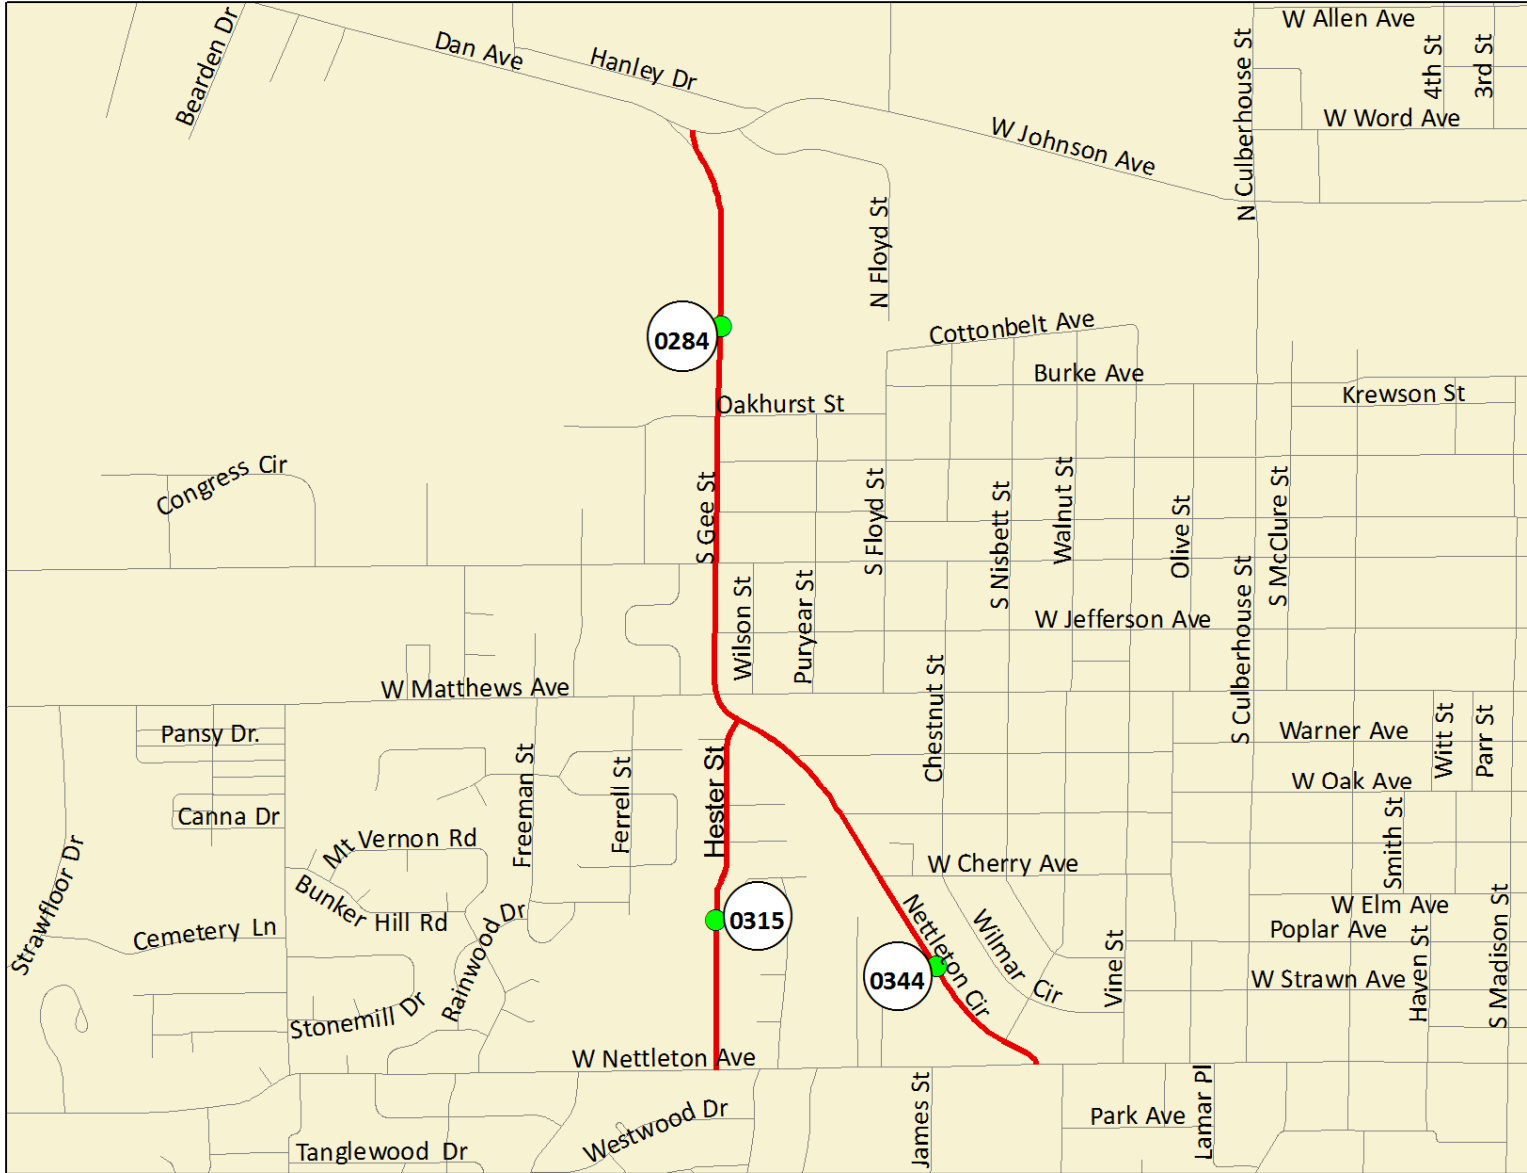 W Allen Ave
Bearden Dr
Dan Ave
Hanley Dr
N Culberhouse St
4th St
3rd St
W Word Ave
W Johnson Ave
N Floyd St
0284
Cottonbelt Ave
Burke Ave
Krewson St
Oakhurst St
Congress Cir
S Gee St
S Floyd St
S Nisbett St
Walnut St
Olive St
S McClure St
Wilson St
Puryear St
W Jefferson Ave
S Culberhouse St
W Matthews Ave
Chestnut St
Pansy Dr.
Warner Ave
Witt St
Parr St
Hester St
Freeman St
Ferrell St
W Oak Ave
Canna Dr
Mt Vernon Rd
Smith St
Strawfloor Dr
W Cherry Ave
Bunker Hill Rd
W Elm Ave
Cemetery Ln
Rainwood Dr
0315
Nettleton Cir
Wilmar Cir
Poplar Ave
Vine St
0344
W Strawn Ave
Haven St
S Madison St
Stonemill Dr
W Nettleton Ave
James St
Lamar Pl
Park Ave
Westwood Dr
Tanglewood Dr